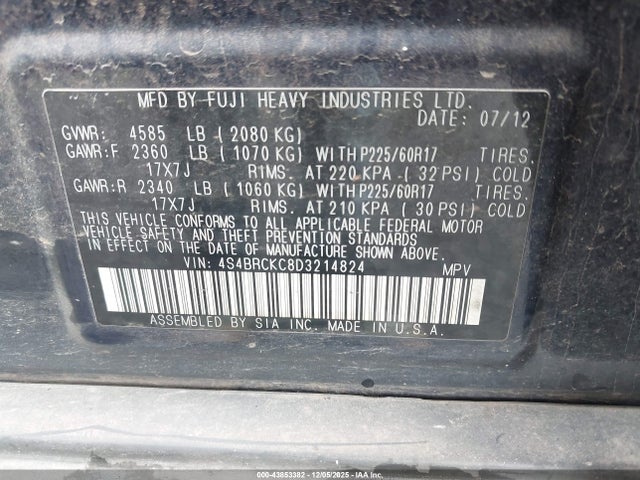 MFD BY FUJI HEAVY INDUSTRIES LTD.
DATE: 07/12
GVWR: 4585 LB (2080 KG)
GAWR:F 2360 LB (1070 KG) WITH P225/60R17 TIRES.
17X7J RIMS. AT 220 KPA (32 PSI) COLD
GAWR:R 2340 LB (1060 KG) WITH P225/60R17 TIRES.
17X7J RIMS. AT 210 KPA (30 PSI) COLD
THIS VEHICLE CONFORMS TO ALL APPLICABLE FEDERAL MOTOR
VEHICLE SAFETY AND THEFT PREVENTION STANDARDS
IN EFFECT ON THE DATE OF MANUFACTURE SHOWN ABOVE.
VIN: 4S4BRCKC8D3214824 MPV
ASSEMBLED BY SIA INC. MADE IN U.S.A.
000-43853382 - 12/05/2025 - IAA Inc.